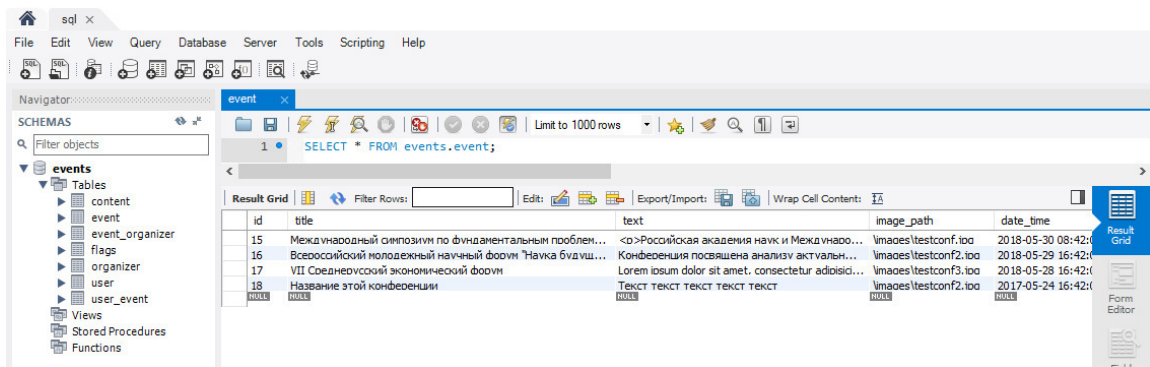 sql ×
File Edit View Query Database Server Tools Scripting Help
Navigator
SCHEMAS
Filter objects
events
Tables
content
event
event_organizer
flags
organizer
user
user_event
Views
Stored Procedures
Functions
event ×
Limit to 1000 rows
1 SELECT * FROM events.event;
Result Grid Filter Rows: Edit: Export/Import: Wrap Cell Content:
id title text image_path date_time
15 Международный симпозиум по фундаментальным проблем... <p>Российская академия наук и Междунаро... \images\testconf.jpg 2018-05-30 08:42:
16 Всероссийский молодежный научный форум "Наука будущ... Конференция посвящена анализу актуальн... \images\testconf2.jpg 2018-05-29 16:42:
17 VII Среднерусский экономический форум Lorem ipsum dolor sit amet, consectetur adipisici... \images\testconf3.jpg 2018-05-28 16:42:
18 Название этой конференции Текст текст текст текст текст \images\testconf2.jpg 2017-05-24 16:42:
NULL NULL NULL NULL NULL
Result Grid
Form Editor